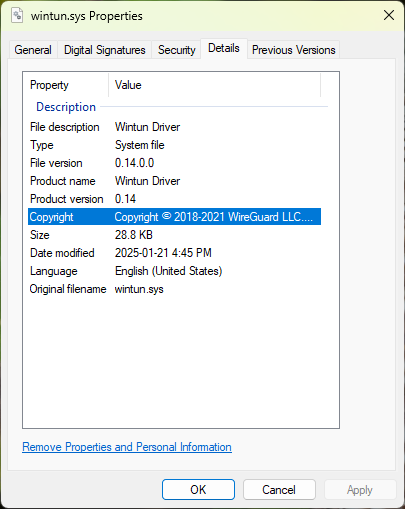 wintun.sys Properties
General Digital Signatures Security Details Previous Versions
Property Value
Description
File description Wintun Driver
Type System file
File version 0.14.0.0
Product name Wintun Driver
Product version 0.14
Copyright Copyright © 2018-2021 WireGuard LLC....
Size 28.8 KB
Date modified 2025-01-21 4:45 PM
Language English (United States)
Original filename wintun.sys
Remove Properties and Personal Information
OK Cancel Apply